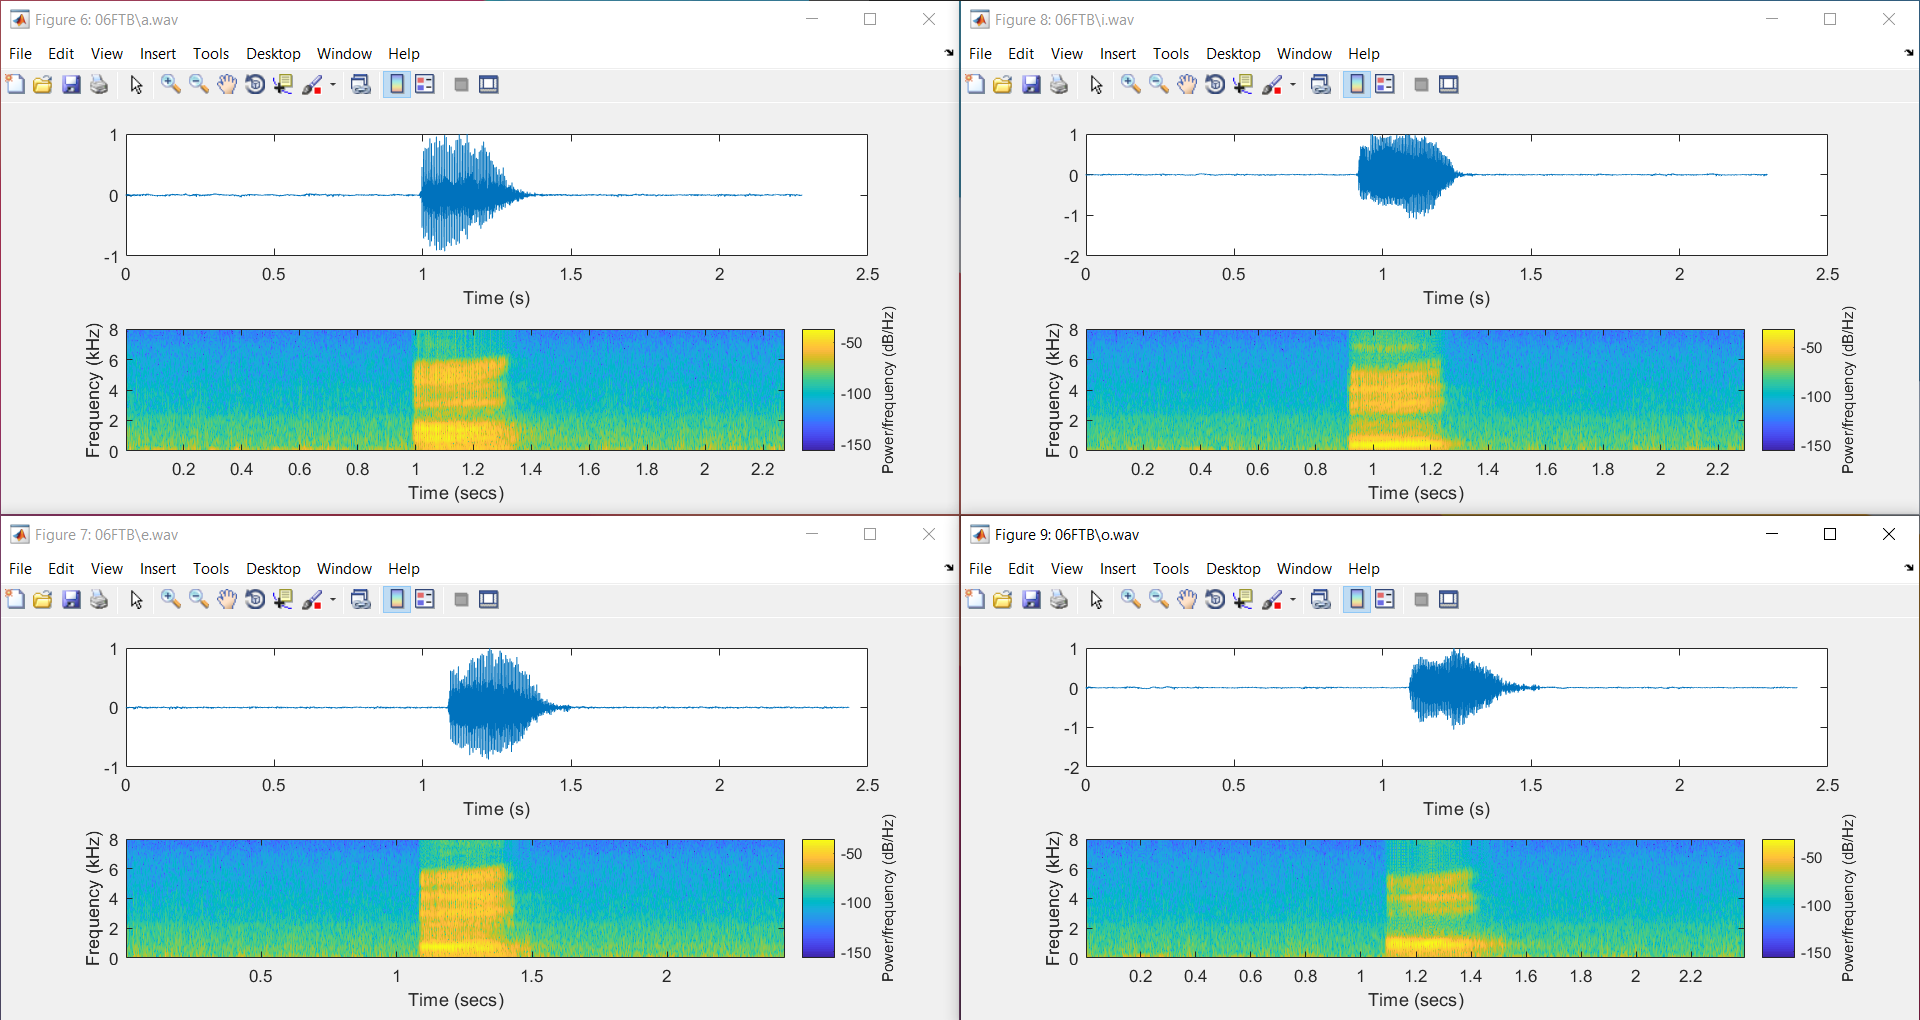 Figure 6: 06FTB\a.wav
File Edit View Insert Tools Desktop Window Help
1
0
-1
0 0.5 1 1.5 2 2.5
Time (s)
Frequency (kHz)
8
6
4
2
0
0.2 0.4 0.6 0.8 1 1.2 1.4 1.6 1.8 2 2.2
Time (secs)
-50
-100
-150
Power/frequency (dB/Hz)
Figure 8: 06FTB\i.wav
File Edit View Insert Tools Desktop Window Help
1
0
-1
-2
0 0.5 1 1.5 2 2.5
Time (s)
Frequency (kHz)
8
6
4
2
0
0.2 0.4 0.6 0.8 1 1.2 1.4 1.6 1.8 2 2.2
Time (secs)
-50
-100
-150
Power/frequency (dB/Hz)
Figure 7: 06FTB\e.wav
File Edit View Insert Tools Desktop Window Help
1
0
-1
0 0.5 1 1.5 2 2.5
Time (s)
Frequency (kHz)
8
6
4
2
0
0.5 1 1.5 2
Time (secs)
-50
-100
-150
Power/frequency (dB/Hz)
Figure 9: 06FTB\o.wav
File Edit View Insert Tools Desktop Window Help
1
0
-1
-2
0 0.5 1 1.5 2 2.5
Time (s)
Frequency (kHz)
8
6
4
2
0
0.2 0.4 0.6 0.8 1 1.2 1.4 1.6 1.8 2 2.2
Time (secs)
-50
-100
-150
Power/frequency (dB/Hz)